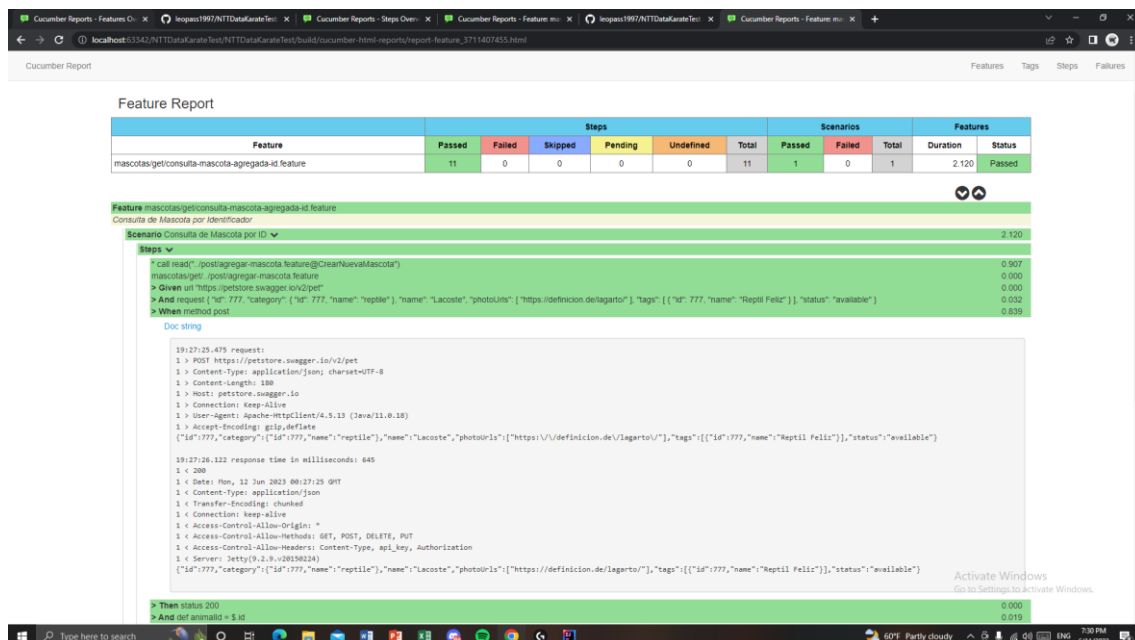 Cucumber Reports - Features Ov
leopass1997/NTTDataKarateTest:
Cucumber Reports - Steps Overv
Cucumber Reports - Feature: mas
leopass1997/NTTDataKarateTest
Cucumber Reports - Feature: mas
localhost:63342/NTTDataKarateTest/NTTDataKarateTest/build/cucumber-html-reports/report-feature_3711407455.html
Cucumber Report Features Tags Steps Failures
Feature Report
Steps Scenarios Features
Feature Passed Failed Skipped Pending Undefined Total Passed Failed Total Duration Status
mascotas/get/consulta-mascota-agregada-id.feature 11 0 0 0 0 11 1 0 1 2.120 Passed
Feature mascotas/get/consulta-mascota-agregada-id.feature
Consulta de Mascota por Identificador
Scenario Consulta de Mascota por ID 2.120
Steps
* call read("../post/agregar-mascota.feature@CrearNuevaMascota") 0.907
mascotas/get/../post/agregar-mascota.feature 0.000
> Given url "https://petstore.swagger.io/v2/pet" 0.000
> And request { "id": 777, "category": { "id": 777, "name": "reptile" }, "name": "Lacoste", "photoUrls": [ "https://definicion.de/lagarto/" ], "tags": [ { "id": 777, "name": "Reptil Feliz" } ], "status": "available" } 0.032
> When method post 0.839
Doc string
19:27:25.475 request:
1 > POST https://petstore.swagger.io/v2/pet
1 > Content-Type: application/json; charset=UTF-8
1 > Content-Length: 180
1 > Host: petstore.swagger.io
1 > Connection: Keep-Alive
1 > User-Agent: Apache-HttpClient/4.5.13 (Java/11.0.18)
1 > Accept-Encoding: gzip,deflate
{"id":777,"category":{"id":777,"name":"reptile"},"name":"Lacoste","photoUrls":["https:\/\/definicion.de\/lagarto\/"],"tags":[{"id":777,"name":"Reptil Feliz"}],"status":"available"}
19:27:26.122 response time in milliseconds: 645
1 < 200
1 < Date: Mon, 12 Jun 2023 00:27:25 GMT
1 < Content-Type: application/json
1 < Transfer-Encoding: chunked
1 < Connection: keep-alive
1 < Access-Control-Allow-Origin: *
1 < Access-Control-Allow-Methods: GET, POST, DELETE, PUT
1 < Access-Control-Allow-Headers: Content-Type, api_key, Authorization
1 < Server: Jetty(9.2.9.v20150224)
{"id":777,"category":{"id":777,"name":"reptile"},"name":"Lacoste","photoUrls":["https://definicion.de/lagarto/"],"tags":[{"id":777,"name":"Reptil Feliz"}],"status":"available"}
Activate Windows
Go to Settings to activate Windows.
> Then status 200 0.000
> And def animalId = $.id 0.019
Type here to search
60°F Partly cloudy
ENG
7:30 PM